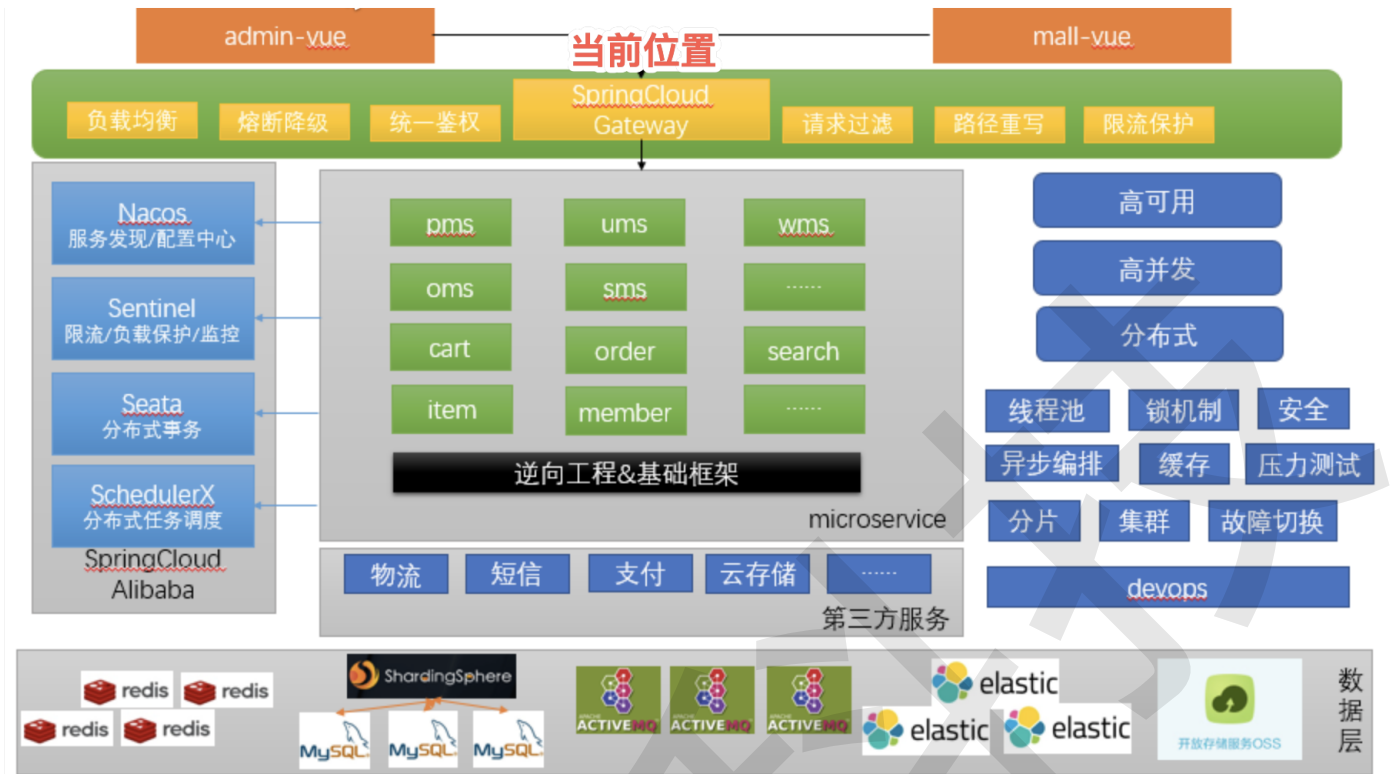 admin-vue
mall-vue
当前位置
SpringCloud
Gateway
负载均衡
熔断降级
统一鉴权
请求过滤
路径重写
限流保护
Nacos
服务发现/配置中心
Sentinel
限流/负载保护/监控
Seata
分布式事务
SchedulerX
分布式任务调度
SpringCloud
Alibaba
pms
ums
wms
oms
sms
......
cart
order
search
item
member
......
逆向工程&基础框架
microservice
物流
短信
支付
云存储
......
第三方服务
高可用
高并发
分布式
线程池
锁机制
安全
异步编排
缓存
压力测试
分片
集群
故障切换
devops
redis
redis
redis
redis
ShardingSphere
MySQL
MySQL
MySQL
APACHE
ACTIVEMQ
APACHE
ACTIVEMQ
APACHE
ACTIVEMQ
elastic
elastic
elastic
开放存储服务OSS
数据层